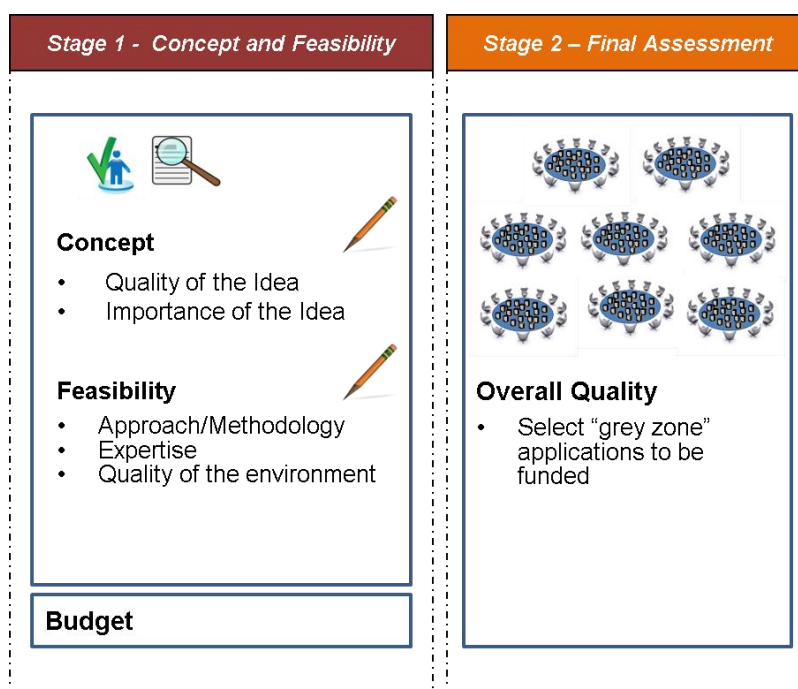 Stage 1 - Concept and Feasibility
Concept
• Quality of the Idea
• Importance of the Idea
Feasibility
• Approach/Methodology
• Expertise
• Quality of the environment
Budget
Stage 2 – Final Assessment
Overall Quality
• Select “grey zone”
applications to be
funded